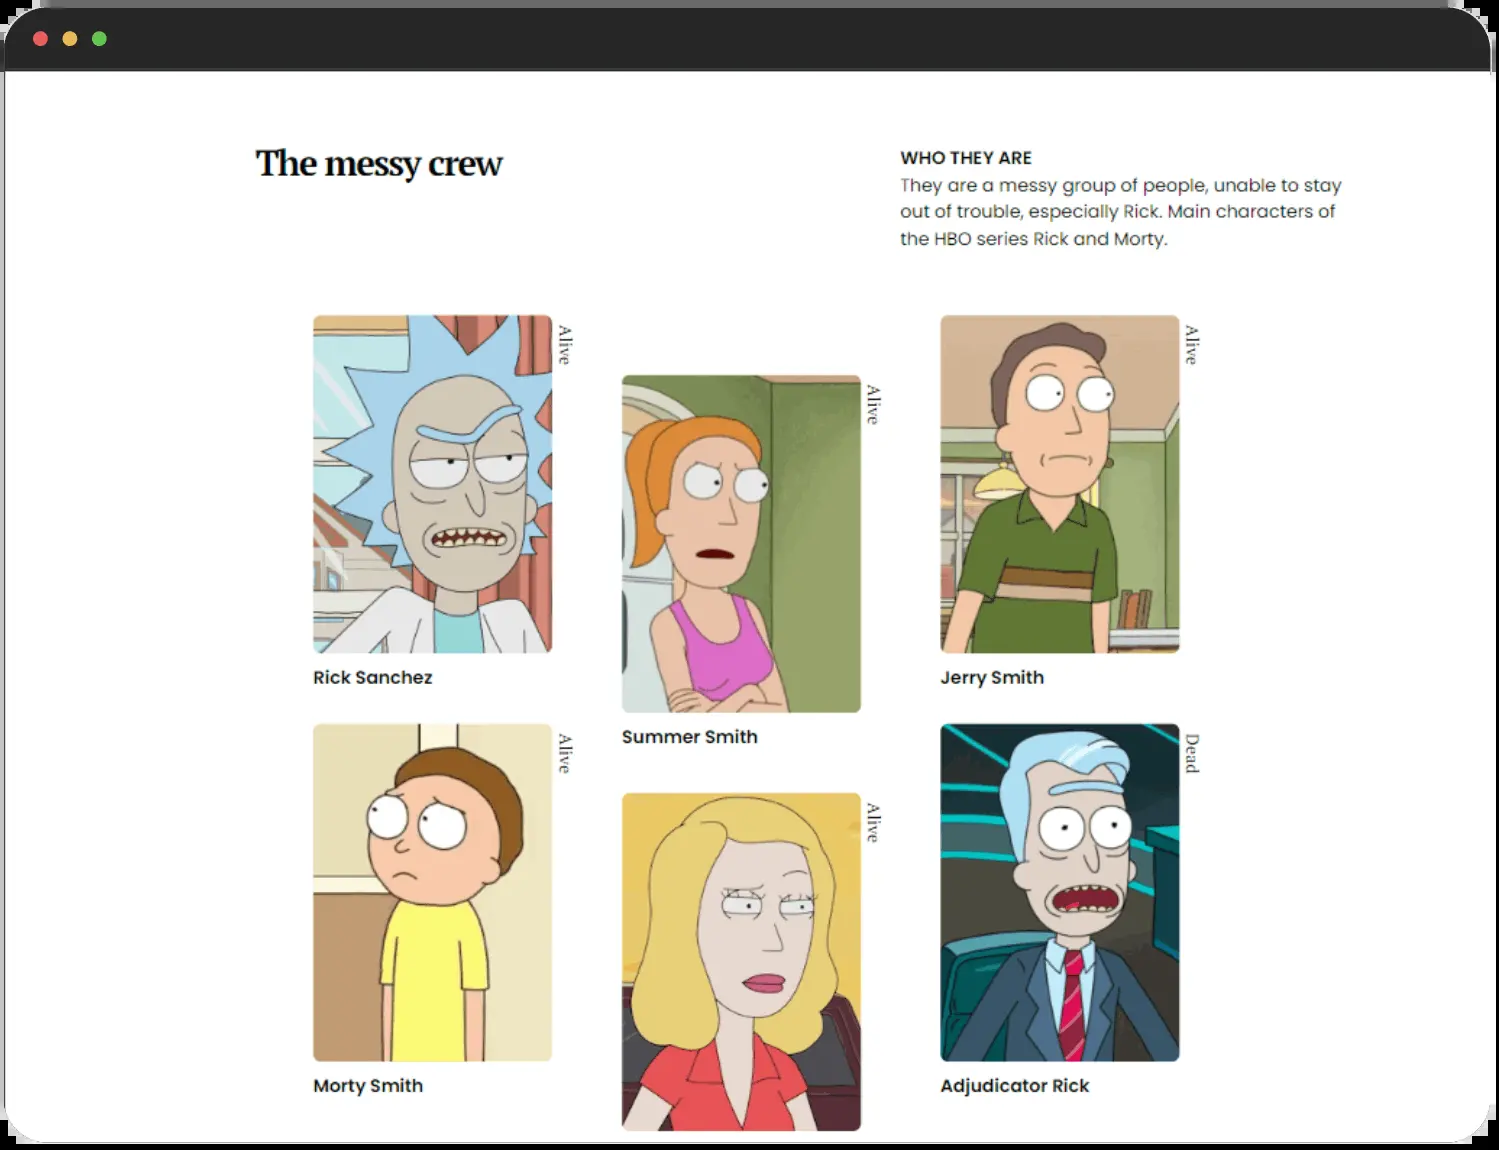 The messy crew
WHO THEY ARE
They are a messy group of people, unable to stay
out of trouble, especially Rick. Main characters of
the HBO series Rick and Morty.
Alive
Rick Sanchez
Alive
Summer Smith
Alive
Jerry Smith
Alive
Morty Smith
Alive
Dead
Adjudicator Rick